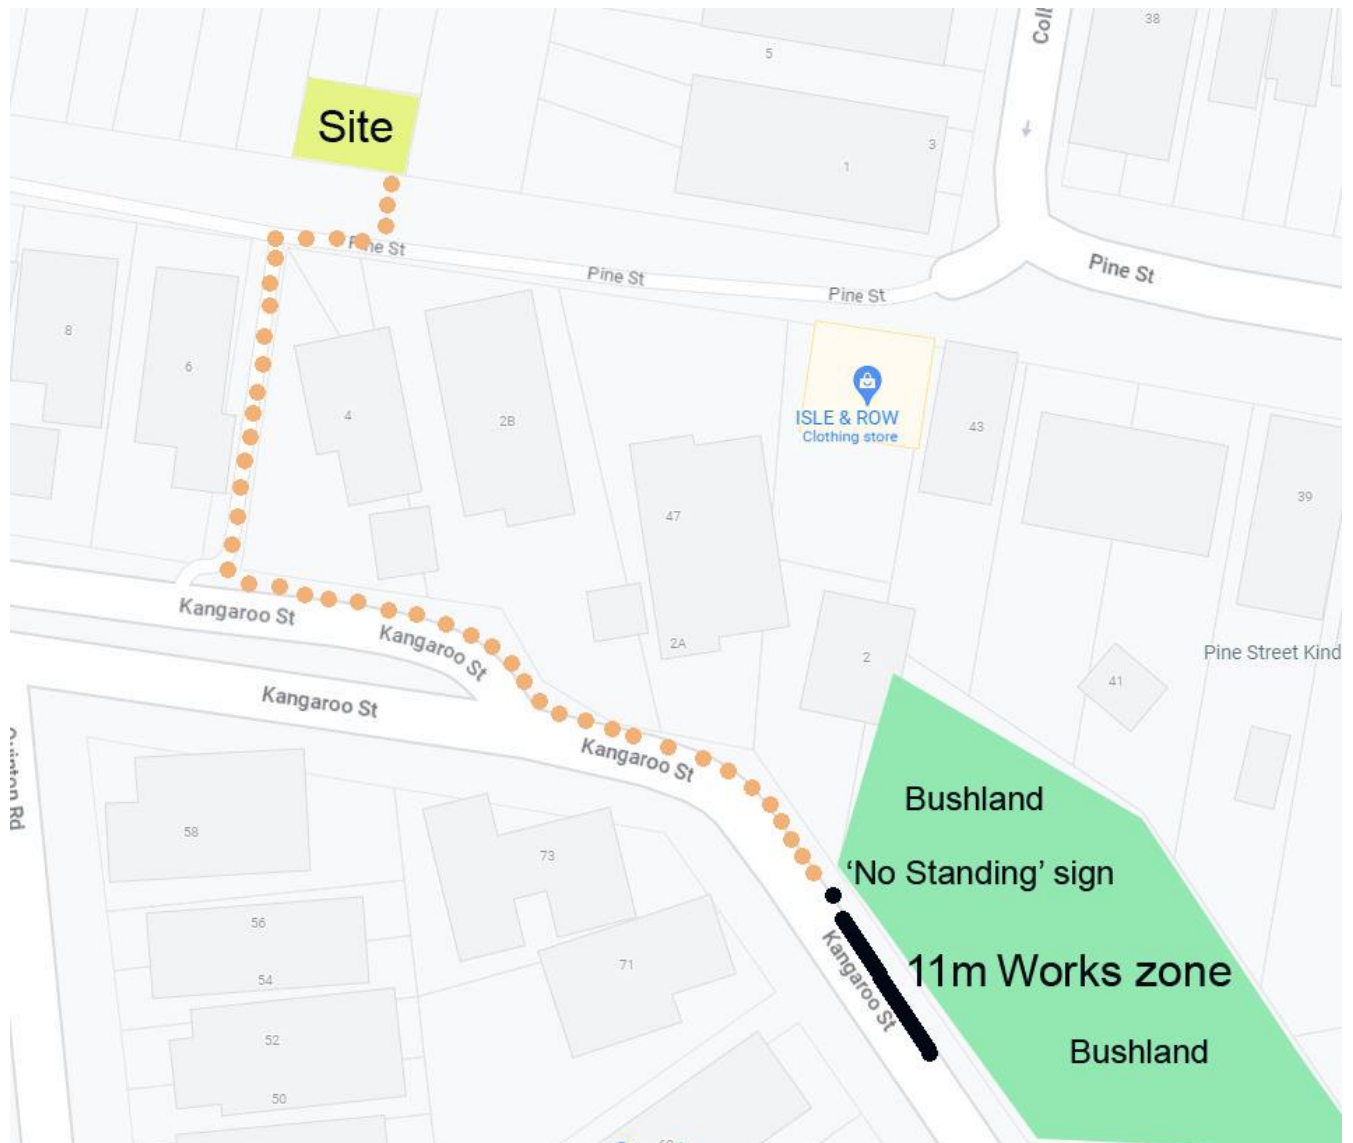 38
5
Site
3
1
Pine St
Pine St
Pine St
Pine St
8
6
4
2B
ISLE & ROW
Clothing store
43
39
47
Kangaroo St
Kangaroo St
2A
2
Pine Street Kind
41
Kangaroo St
Quinton Rd
Kangaroo St
Bushland
58
73
'No Standing' sign
56
71
54
Kangaroo St
11m Works zone
52
Bushland
50